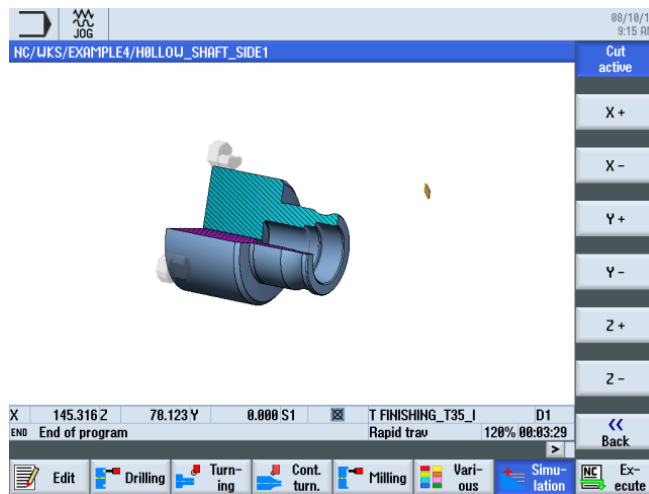 JOG
08/10/1
9:15 A
NC/WKS/EXAMPLE4/HOLLOW_SHAFT_SIDE1
Cut
active
X +
X -
Y +
Y -
Z +
Z -
X 145.316 Z 78.123 Y 0.000 S1 T FINISHING_T35_I D1
END End of program Rapid trav 120% 00:03:29
<<
Back
>
Edit
Drilling
Turn-
ing
Cont.
turn.
Milling
Vari-
ous
Simu-
lation
NC
Ex-
ecute